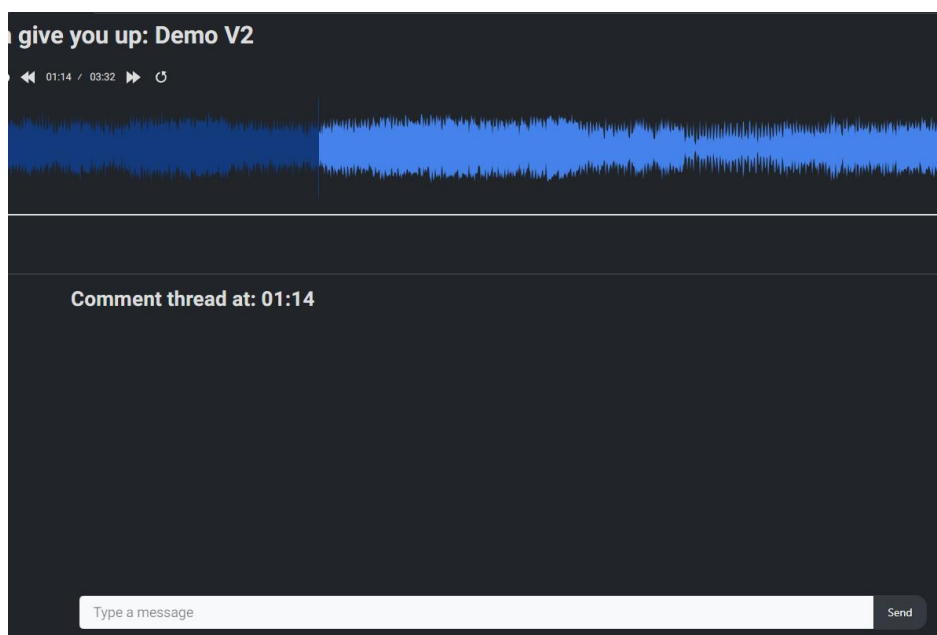 give you up: Demo V2
01:14 / 03:32
Comment thread at: 01:14
Type a message
Send